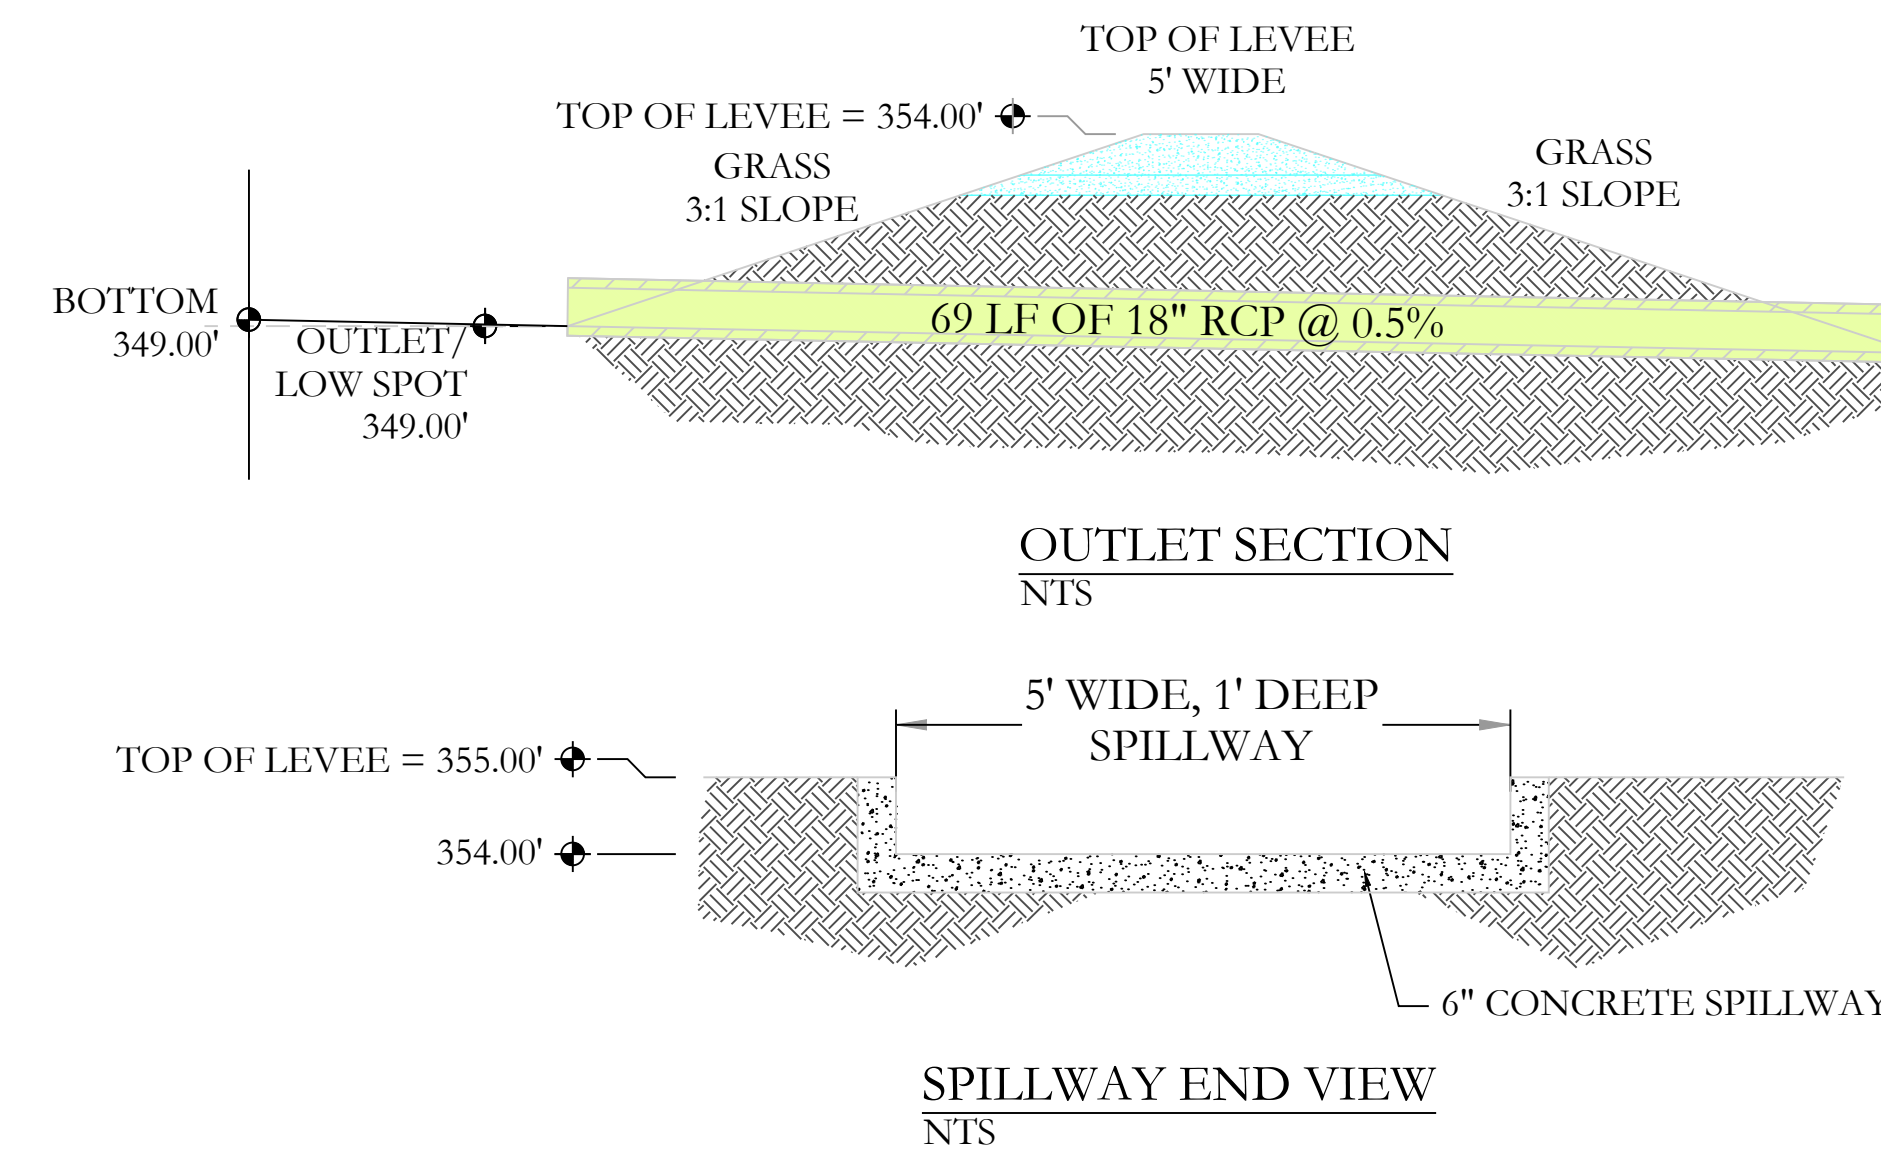 TOP OF LEVEE
5' WIDE
TOP OF LEVEE = 354.00'
GRASS
3:1 SLOPE
GRASS
3:1 SLOPE
BOTTOM
349.00'
OUTLET/
LOW SPOT
349.00'
69 LF OF 18" RCP @ 0.5%
OUTLET SECTION
NTS
5' WIDE, 1' DEEP
SPILLWAY
TOP OF LEVEE = 355.00'
354.00'
6" CONCRETE SPILLWAY
SPILLWAY END VIEW
NTS